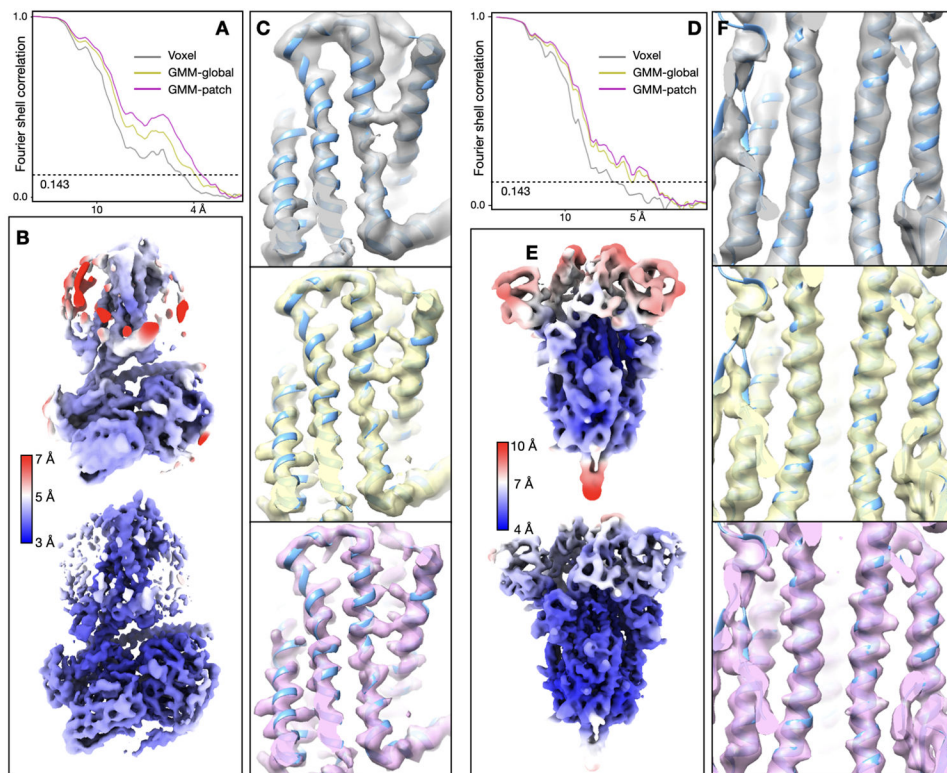 A
1.0
Fourier shell correlation
Voxel
GMM-global
GMM-patch
0.143
0.0
10
4 Å
B
7 Å
5 Å
3 Å
C
D
1.0
Fourier shell correlation
Voxel
GMM-global
GMM-patch
0.143
0.0
10
5 Å
E
10 Å
7 Å
4 Å
F